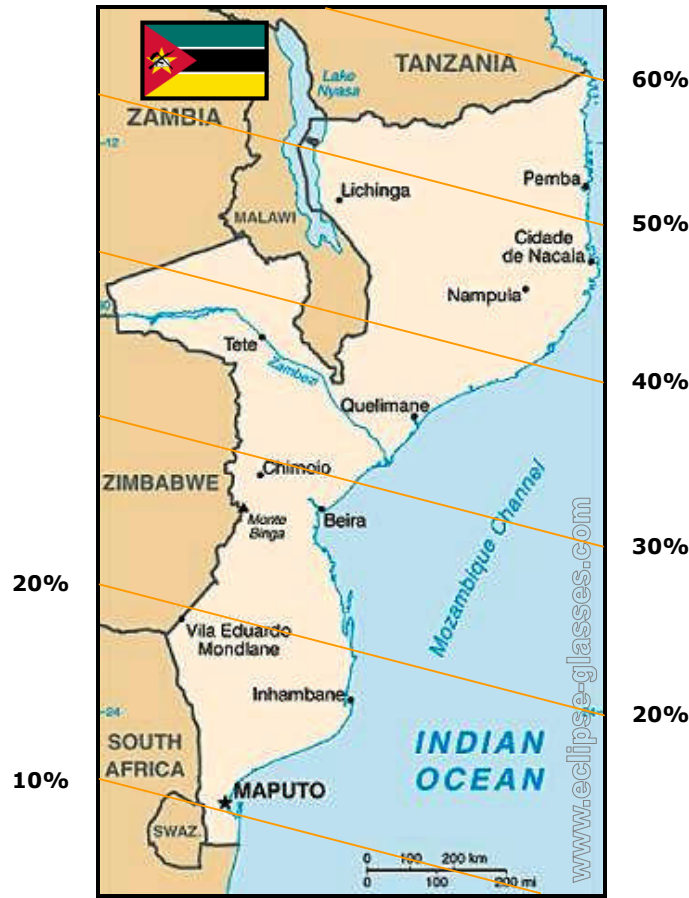 Lake
Nyasa
TANZANIA
60%
ZAMBIA
12
Lichinga
Pemba
MALAWI
50%
Cidade
de Nacala
Nampula
Tete
Zambezi
40%
Quelimane
Chimoio
ZIMBABWE
Monte
Binga
Beira
Mozambique Channel
30%
20%
Vila Eduardo
Mondlane
Inhambane
24
20%
SOUTH
AFRICA
INDIAN
OCEAN
10%
MAPUTO
SWAZ.
0 100 200 km
0 100 200 mi
www.eclipse-glasses.com